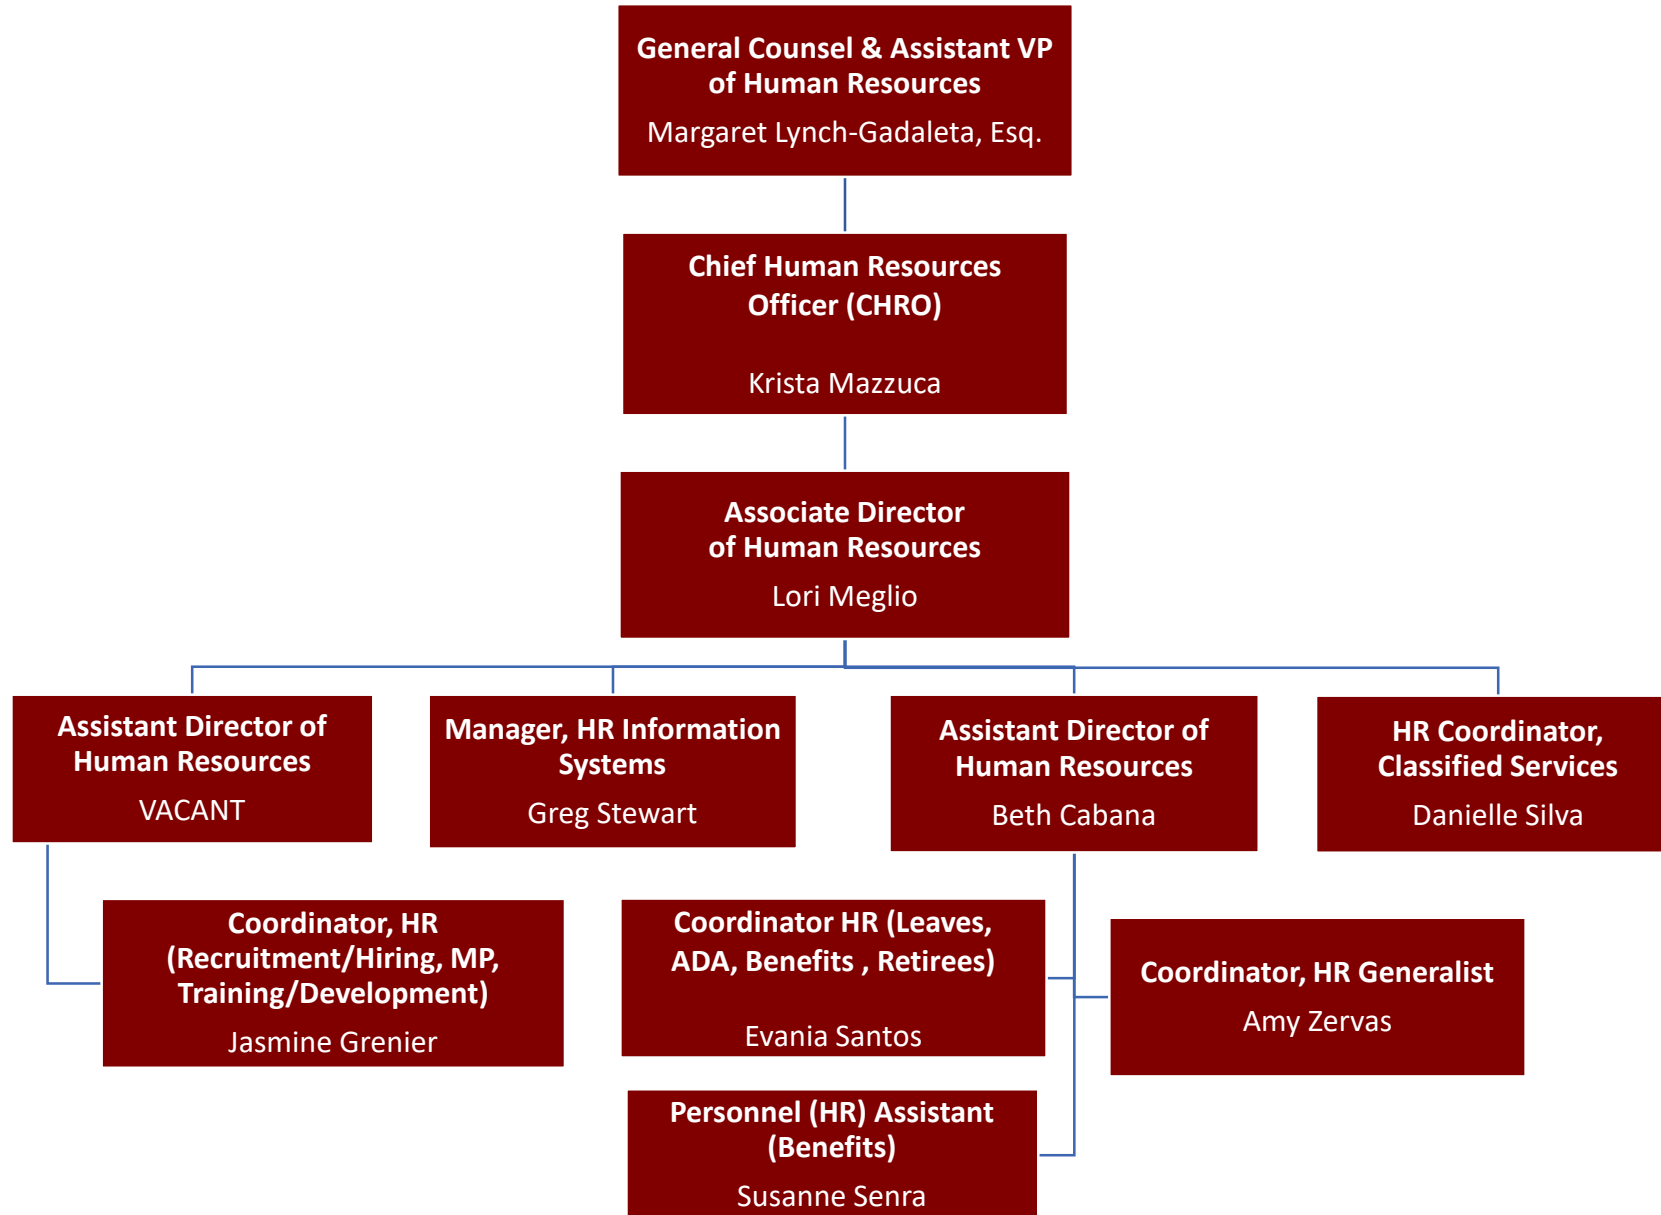 General Counsel & Assistant VP
of Human Resources
Margaret Lynch-Gadaleta, Esq.
Chief Human Resources
Officer (CHRO)
Krista Mazzuca
Associate Director
of Human Resources
Lori Meglio
Assistant Director of
Human Resources
VACANT
Manager, HR Information
Systems
Greg Stewart
Assistant Director of
Human Resources
Beth Cabana
HR Coordinator,
Classified Services
Danielle Silva
Coordinator, HR
(Recruitment/Hiring, MP,
Training/Development)
Jasmine Grenier
Coordinator HR (Leaves,
ADA, Benefits , Retirees)
Evania Santos
Coordinator, HR Generalist
Amy Zervas
Personnel (HR) Assistant
(Benefits)
Susanne Senra